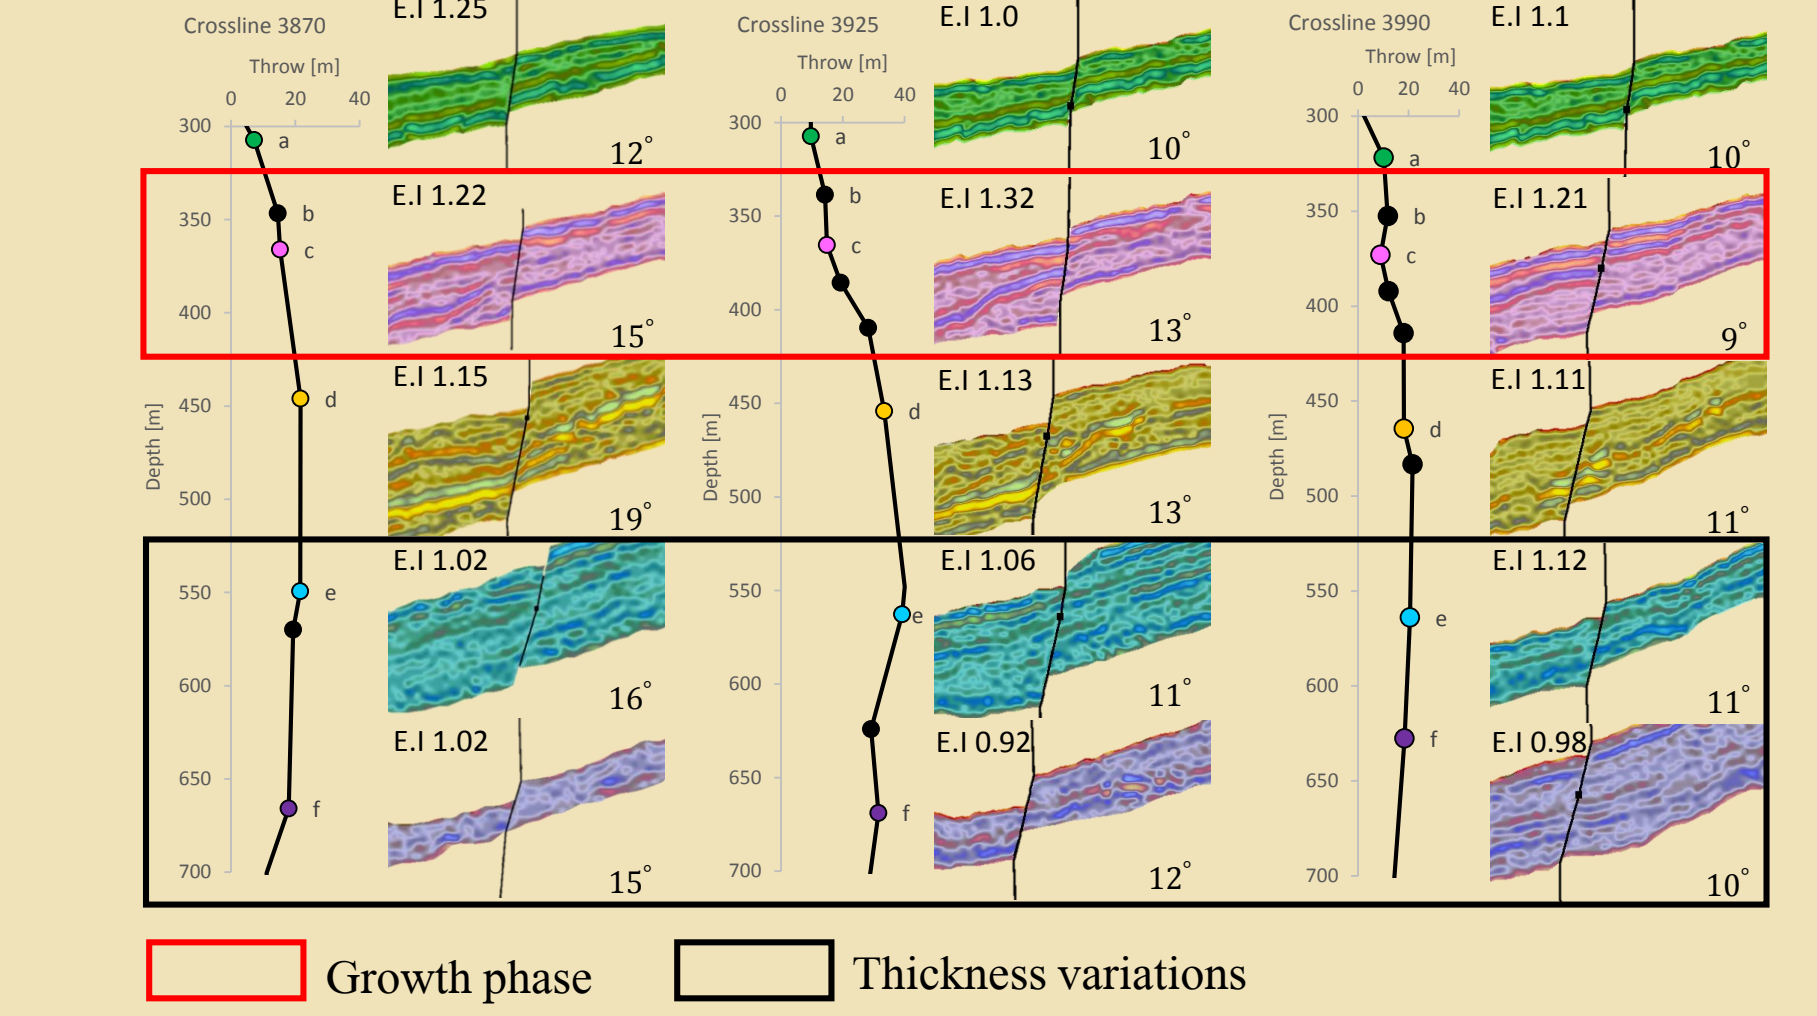 Crossline 3870
Throw [m]
0 20 40
300
350
400
450
500
550
600
650
700
Depth [m]
a
b
c
d
e
f
E.I 1.25
12°
E.I 1.22
15°
E.I 1.15
19°
E.I 1.02
16°
E.I 1.02
15°
Crossline 3925
Throw [m]
0 20 40
300
350
400
450
500
550
600
650
700
Depth [m]
a
b
c
d
e
f
E.I 1.0
10°
E.I 1.32
13°
E.I 1.13
13°
E.I 1.06
11°
E.I 0.92
12°
Crossline 3990
Throw [m]
0 20 40
300
350
400
450
500
550
600
650
700
Depth [m]
a
b
c
d
e
f
E.I 1.1
10°
E.I 1.21
9°
E.I 1.11
11°
E.I 1.12
11°
E.I 0.98
10°
Growth phase
Thickness variations